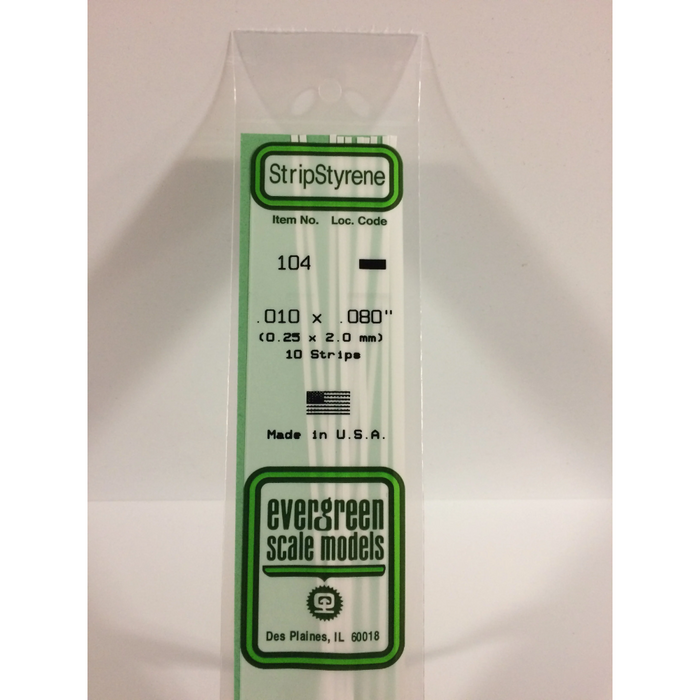 StripStyrene
Item No. Loc. Code
104
.010 x .080"
(0.25 x 2.0 mm)
10 Strips
Made in U.S.A.
evergreen
scale models
Des Plaines, IL 60018